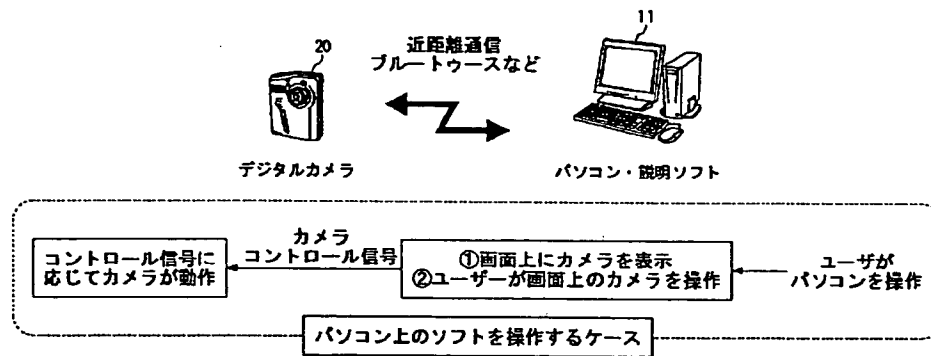 20
近距離通信
ブルートゥースなど
11
デジタルカメラ
パソコン・説明ソフト
コントロール信号に
応じてカメラが動作
カメラ
コントロール信号
①画面上にカメラを表示
②ユーザーが画面上のカメラを操作
ユーザが
パソコンを操作
パソコン上のソフトを操作するケース